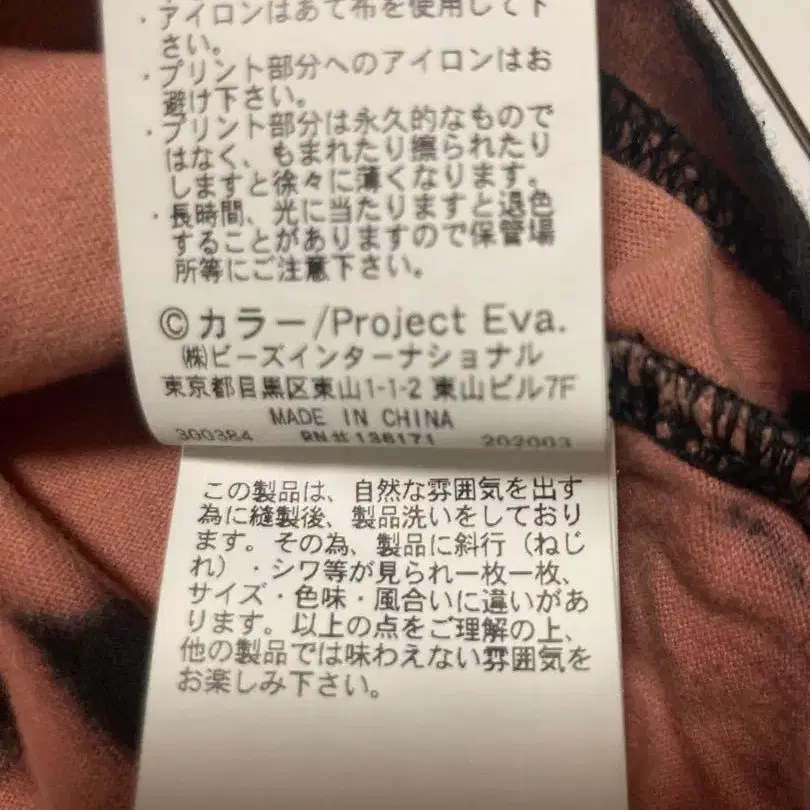 ・アイロンはあて布を使用して下
さい。
・プリント部分へのアイロンはお
避け下さい。
・プリント部分は永久的なもので
はなく、もまれたり擦られたり
しますと徐々に薄くなります。
・長時間、光に当たりますと退色
することがありますので保管場
所等にご注意下さい。
©カラー/Project Eva.
㈱ビーズインターナショナル
東京都目黒区東山1-1-2 東山ビル7F
MADE IN CHINA
300384 RN# 136171 202003
この製品は、自然な雰囲気を出す
為に縫製後、製品洗いをしており
ます。その為、製品に斜行（ねじ
れ）・シワ等が見られ一枚一枚、
サイズ・色味・風合いに違いがあ
ります。以上の点をご理解の上、
他の製品では味わえない雰囲気を
お楽しみ下さい。